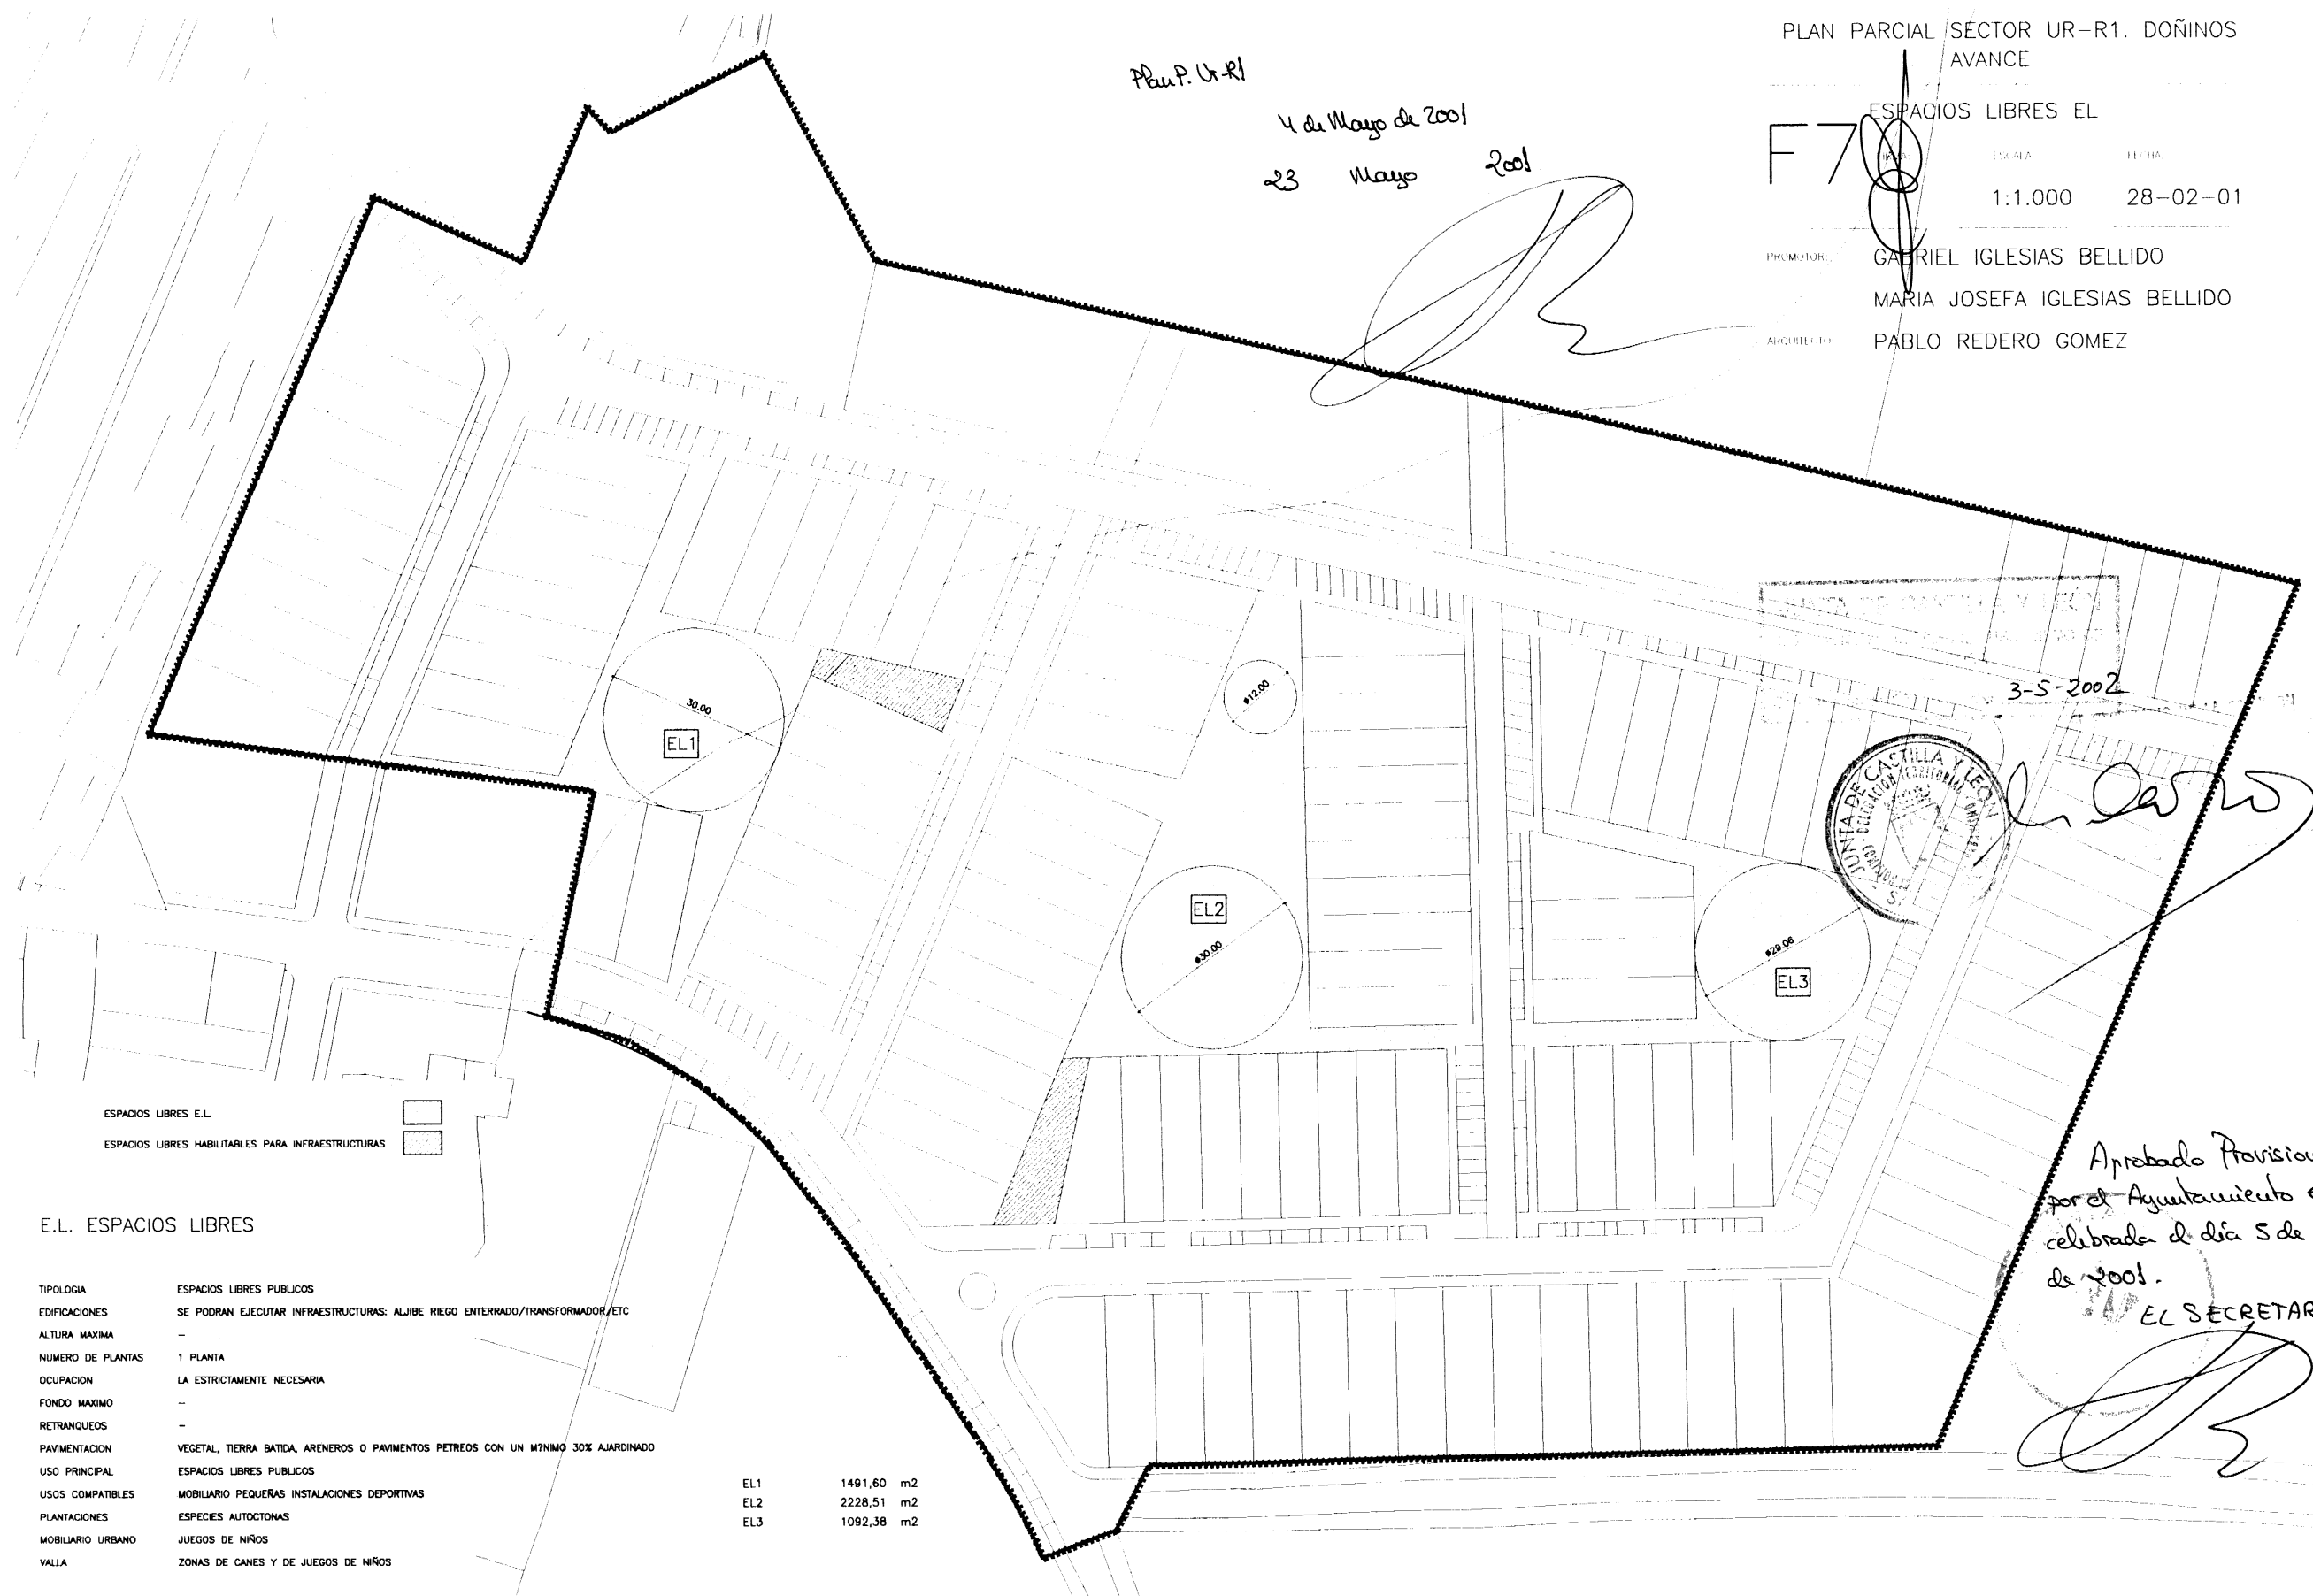 PLAN PARCIAL SECTOR UR-R1. DOÑINOS
AVANCE
ESPACIOS LIBRES EL
F7
ESCALA:
FECHA:
1:1.000
28-02-01
PROMOTOR:
GABRIEL IGLESIAS BELLIDO
MARIA JOSEFA IGLESIAS BELLIDO
ARQUITECTO:
PABLO REDERO GOMEZ
Plan P. Ur-R1
4 de Mayo de 2001
23 Mayo 2001
30.00
EL1
ø12.00
EL2
ø30.00
ø29.06
EL3
JUNTA DE CASTILLA Y LEON
3-5-2002
JUNTA DE CASTILLA Y LEON
DELEGACION TERRITORIAL
Aprobado Provision
por el Ayuntamiento e
celebrada el día 5 de
de 2001.
EL SECRETAR
ESPACIOS LIBRES E.L.
ESPACIOS LIBRES HABILITABLES PARA INFRAESTRUCTURAS
E.L. ESPACIOS LIBRES
TIPOLOGIA ESPACIOS LIBRES PUBLICOS
EDIFICACIONES SE PODRAN EJECUTAR INFRAESTRUCTURAS: ALJIBE RIEGO ENTERRADO/TRANSFORMADOR/ETC
ALTURA MAXIMA -
NUMERO DE PLANTAS 1 PLANTA
OCUPACION LA ESTRICTAMENTE NECESARIA
FONDO MAXIMO -
RETRANQUEOS -
PAVIMENTACION VEGETAL, TIERRA BATIDA, ARENEROS O PAVIMENTOS PETREOS CON UN M?NIMO 30% AJARDINADO
USO PRINCIPAL ESPACIOS LIBRES PUBLICOS
USOS COMPATIBLES MOBILIARIO PEQUEÑAS INSTALACIONES DEPORTIVAS
PLANTACIONES ESPECIES AUTOCTONAS
MOBILIARIO URBANO JUEGOS DE NIÑOS
VALLA ZONAS DE CANES Y DE JUEGOS DE NIÑOS
EL1 1491,60 m2
EL2 2228,51 m2
EL3 1092,38 m2